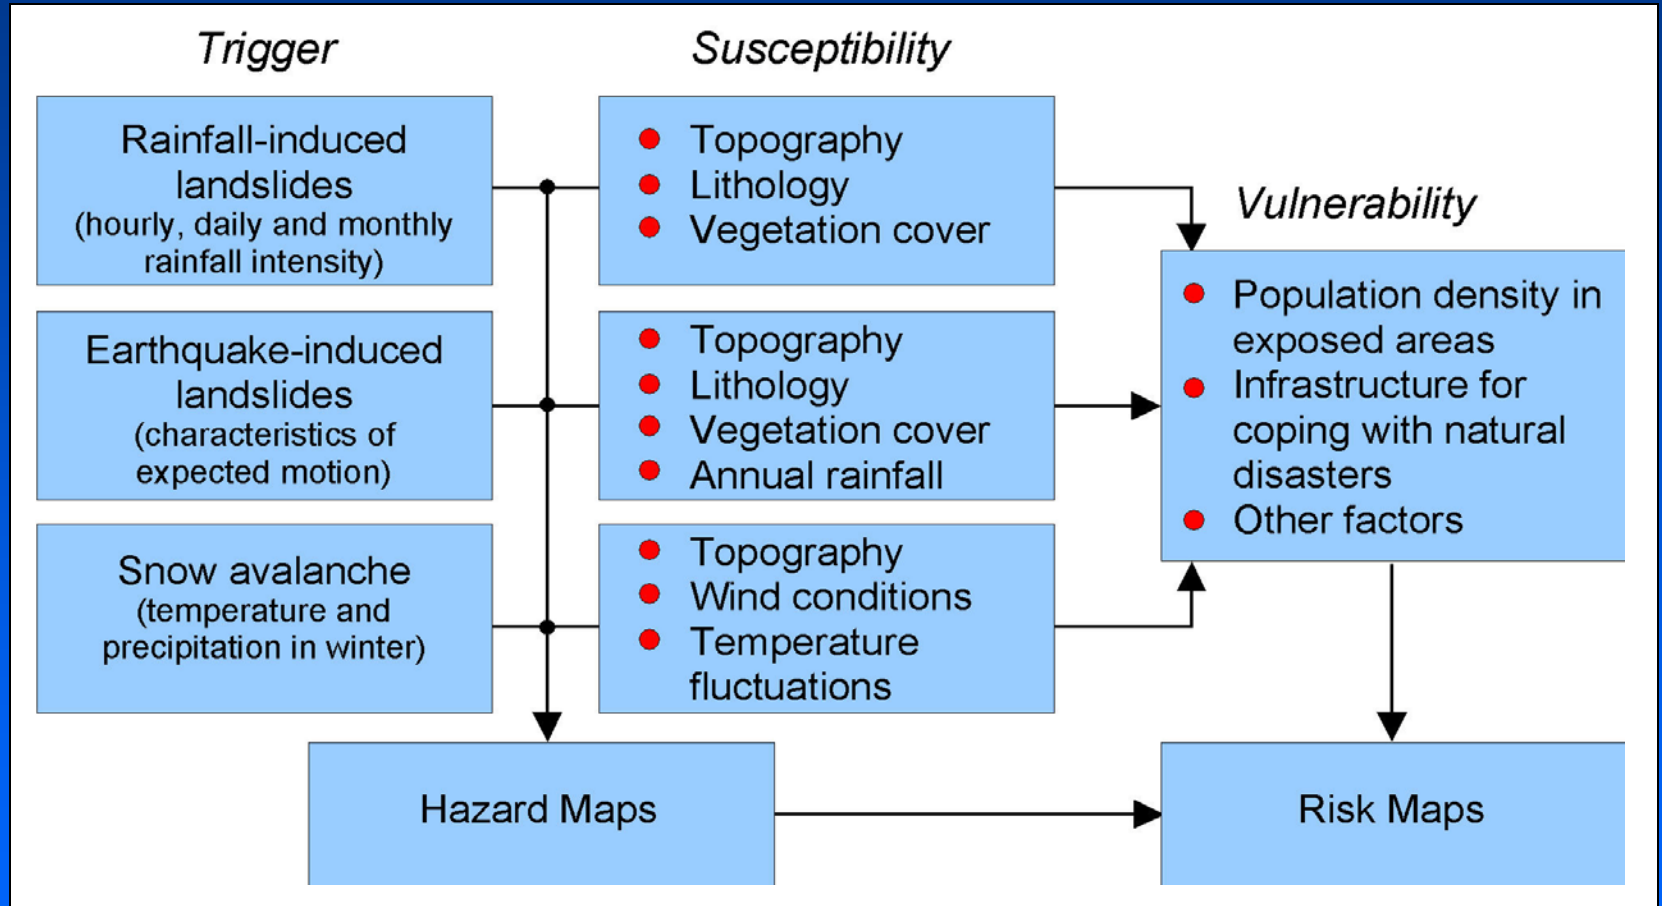 Trigger
Rainfall-induced
landslides
(hourly, daily and monthly
rainfall intensity)
Earthquake-induced
landslides
(characteristics of
expected motion)
Snow avalanche
(temperature and
precipitation in winter)
Susceptibility
Topography
Lithology
Vegetation cover
Topography
Lithology
Vegetation cover
Annual rainfall
Topography
Wind conditions
Temperature
fluctuations
Vulnerability
Population density in
exposed areas
Infrastructure for
coping with natural
disasters
Other factors
Hazard Maps
Risk Maps